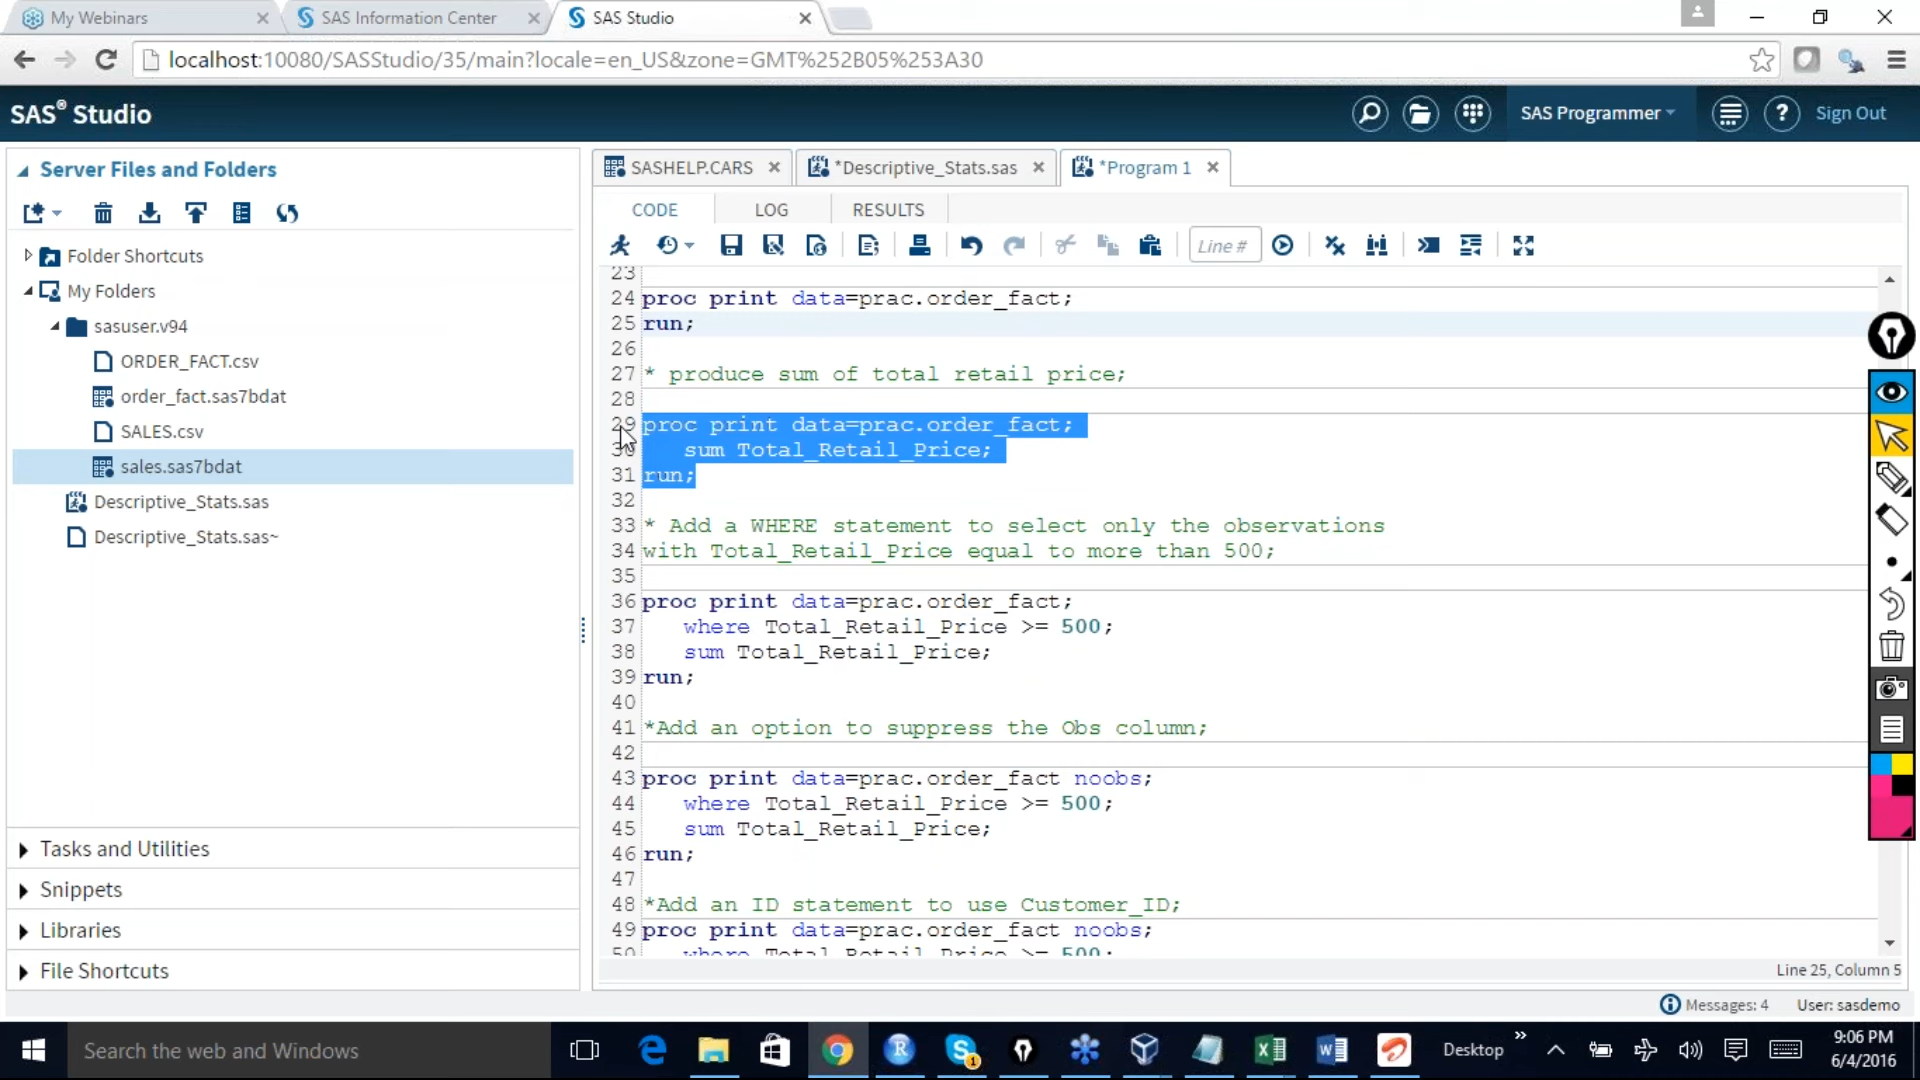 My Webinars
SAS Information Center
SAS Studio
localhost:10080/SASStudio/35/main?locale=en_US&zone=GMT%252B05%253A30
SAS® Studio
SAS Programmer
Sign Out
Server Files and Folders
Folder Shortcuts
My Folders
sasuser.v94
ORDER_FACT.csv
order_fact.sas7bdat
SALES.csv
sales.sas7bdat
Descriptive_Stats.sas
Descriptive_Stats.sas~
Tasks and Utilities
Snippets
Libraries
File Shortcuts
SASHELP.CARS
*Descriptive_Stats.sas
*Program 1
CODE
LOG
RESULTS
Line #
23
24 proc print data=prac.order_fact;
25 run;
26
27 * produce sum of total retail price;
28
29 proc print data=prac.order_fact;
30 sum Total_Retail_Price;
31 run;
32
33 * Add a WHERE statement to select only the observations
34 with Total_Retail_Price equal to more than 500;
35
36 proc print data=prac.order_fact;
37 where Total_Retail_Price >= 500;
38 sum Total_Retail_Price;
39 run;
40
41 *Add an option to suppress the Obs column;
42
43 proc print data=prac.order_fact noobs;
44 where Total_Retail_Price >= 500;
45 sum Total_Retail_Price;
46 run;
47
48 *Add an ID statement to use Customer_ID;
49 proc print data=prac.order_fact noobs;
50 where Total_Retail_Price >= 500;
Line 25, Column 5
Messages: 4
User: sasdemo
Search the web and Windows
Desktop
9:06 PM
6/4/2016